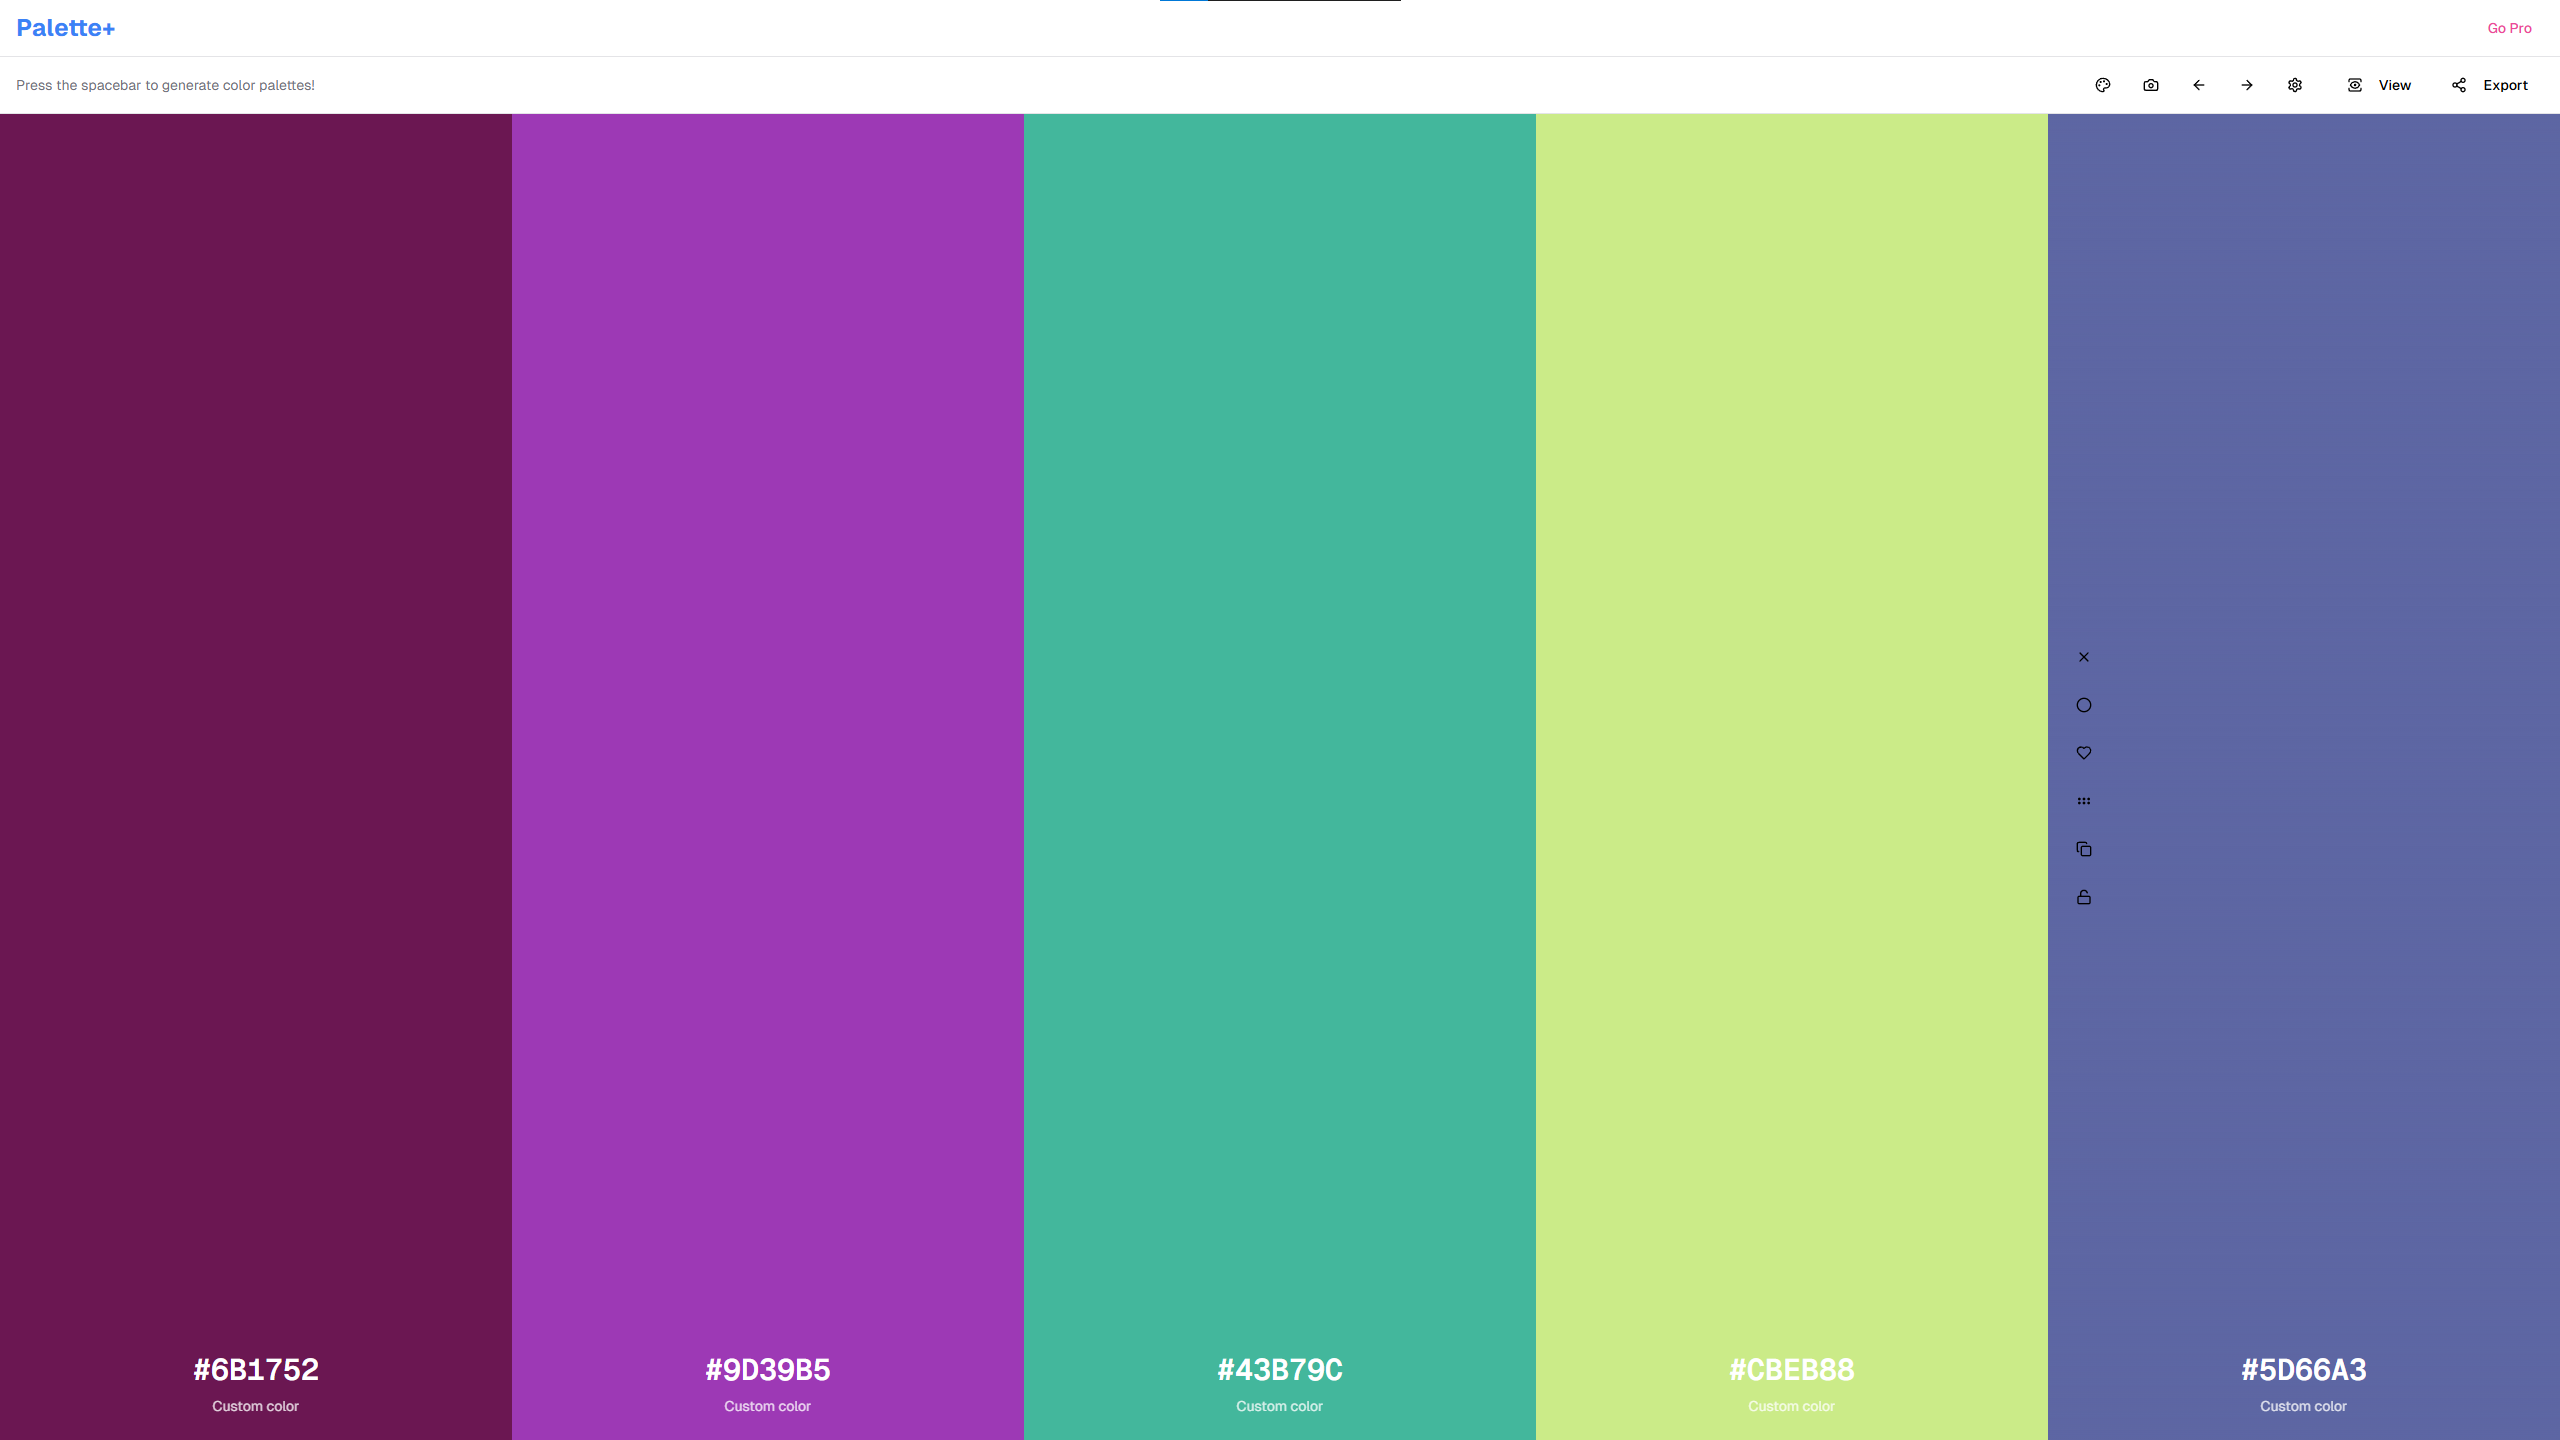 Palette+
Go Pro
Press the spacebar to generate color palettes!
View
Export
#6B1752
Custom color
#9D39B5
Custom color
#43B79C
Custom color
#CBEB88
Custom color
#5D66A3
Custom color